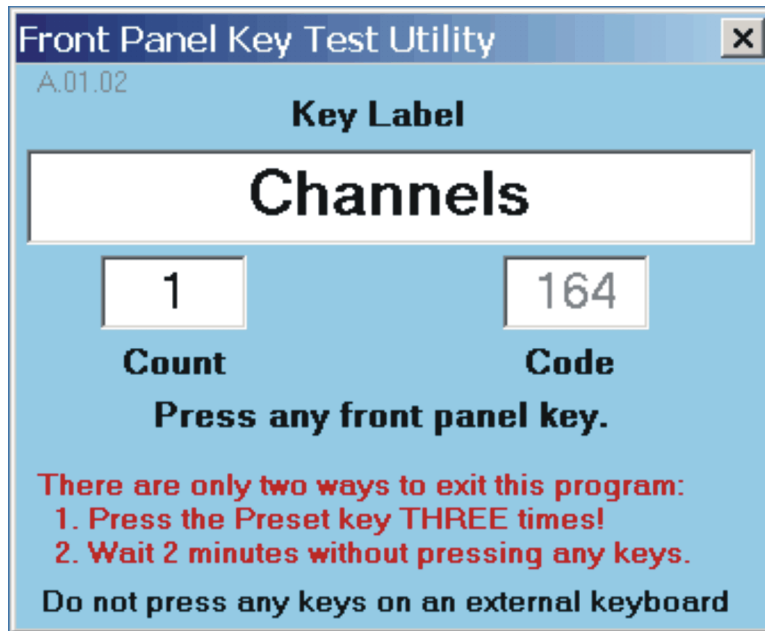 Front Panel Key Test Utility
A.01.02
Key Label
Channels
1 164
Count Code
Press any front panel key.
There are only two ways to exit this program:
1. Press the Preset key THREE times!
2. Wait 2 minutes without pressing any keys.
Do not press any keys on an external keyboard